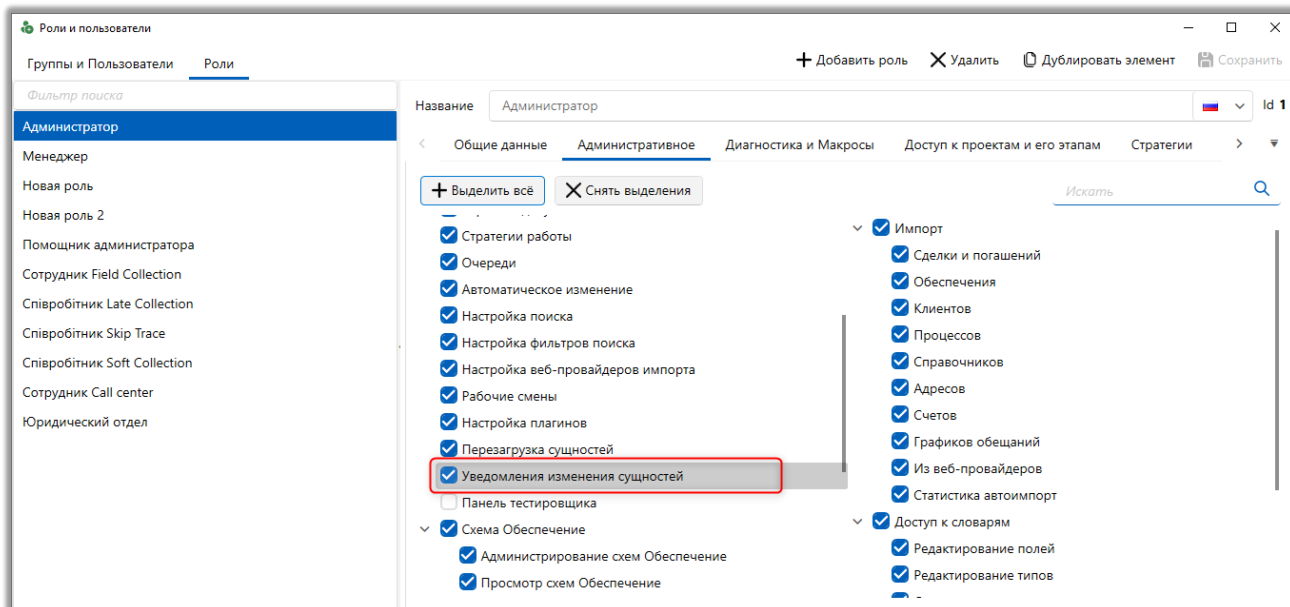 Роли и пользователи
Группы и Пользователи Роли
Добавить роль Удалить Дублировать элемент Сохранить
Фильтр поиска
Администратор
Менеджер
Новая роль
Новая роль 2
Помощник администратора
Сотрудник Field Collection
Співробітник Late Collection
Співробітник Skip Trace
Співробітник Soft Collection
Сотрудник Call center
Юридический отдел
Название Администратор Id 1
Общие данные Административное Диагностика и Макросы Доступ к проектам и его этапам Стратегии
Выделить всё Снять выделения Искать
Стратегии работы
Очереди
Автоматическое изменение
Настройка поиска
Настройка фильтров поиска
Настройка веб-провайдеров импорта
Рабочие смены
Настройка плагинов
Перезагрузка сущностей
Уведомления изменения сущностей
Панель тестировщика
Схема Обеспечение
Администрирование схем Обеспечение
Просмотр схем Обеспечение
Импорт
Сделки и погашений
Обеспечения
Клиентов
Процессов
Справочников
Адресов
Счетов
Графиков обещаний
Из веб-провайдеров
Статистика автоимпорт
Доступ к словарям
Редактирование полей
Редактирование типов